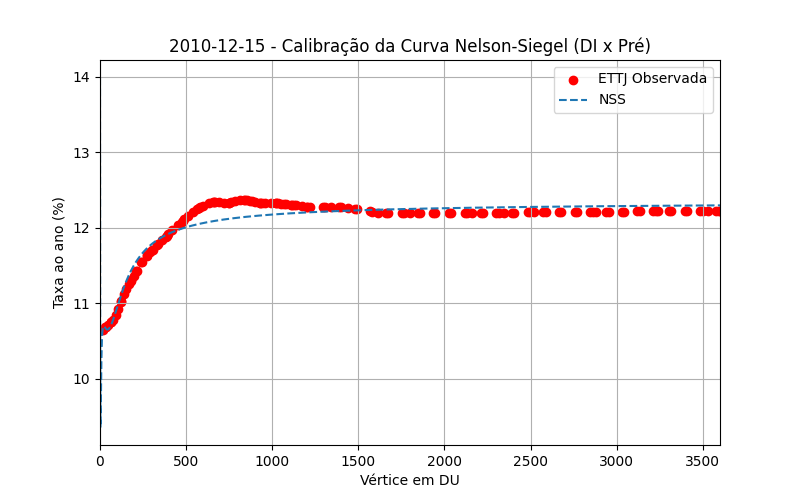 2010-12-15 - Calibração da Curva Nelson-Siegel (DI x Pré)
ETTJ Observada
NSS
Taxa ao ano (%)
14
13
12
11
10
0 500 1000 1500 2000 2500 3000 3500
Vértice em DU